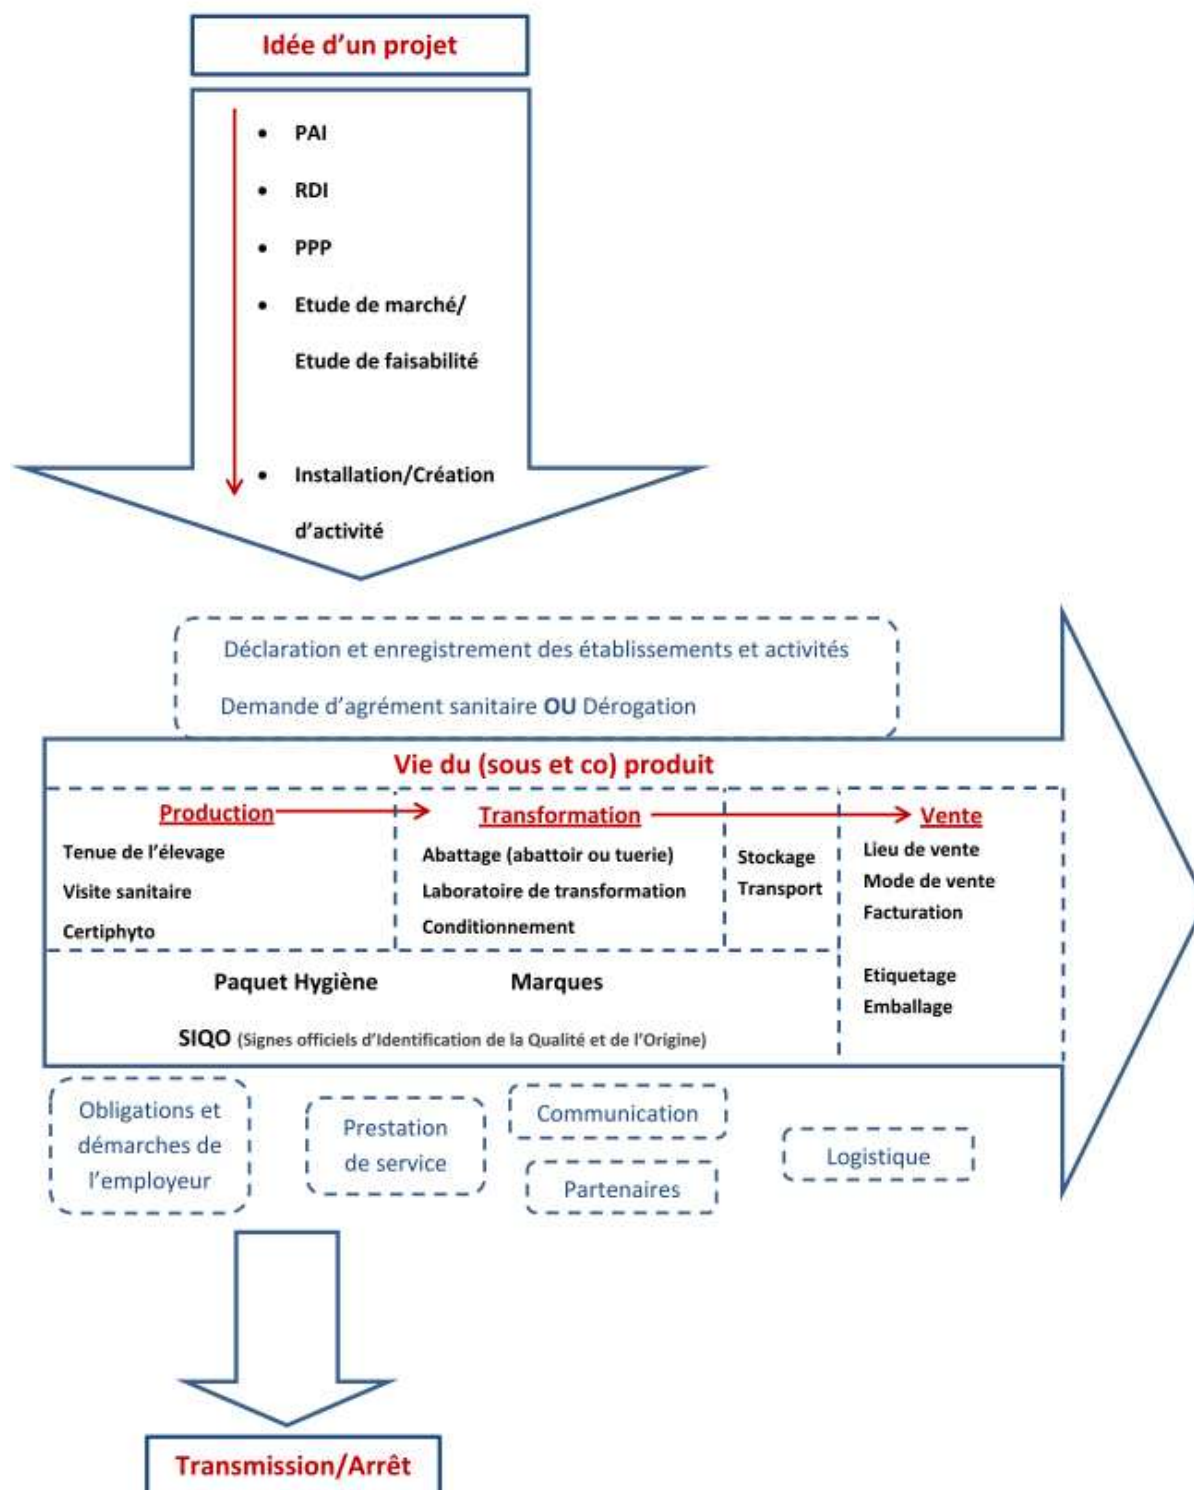 Idée d'un projet
• PAI
• RDI
• PPP
• Etude de marché/
Etude de faisabilité
• Installation/Création
d'activité
Déclaration et enregistrement des établissements et activités
Demande d'agrément sanitaire OU Dérogation
Vie du (sous et co) produit
Production
Tenue de l'élevage
Visite sanitaire
Certiphyto
Transformation
Abattage (abattoir ou tuerie)
Laboratoire de transformation
Conditionnement
Stockage
Transport
Vente
Lieu de vente
Mode de vente
Facturation
Etiquetage
Emballage
Paquet Hygiène
Marques
SIQO (Signes officiels d'Identification de la Qualité et de l'Origine)
Obligations et
démarches de
l'employeur
Prestation
de service
Communication
Partenaires
Logistique
Transmission/Arrêt